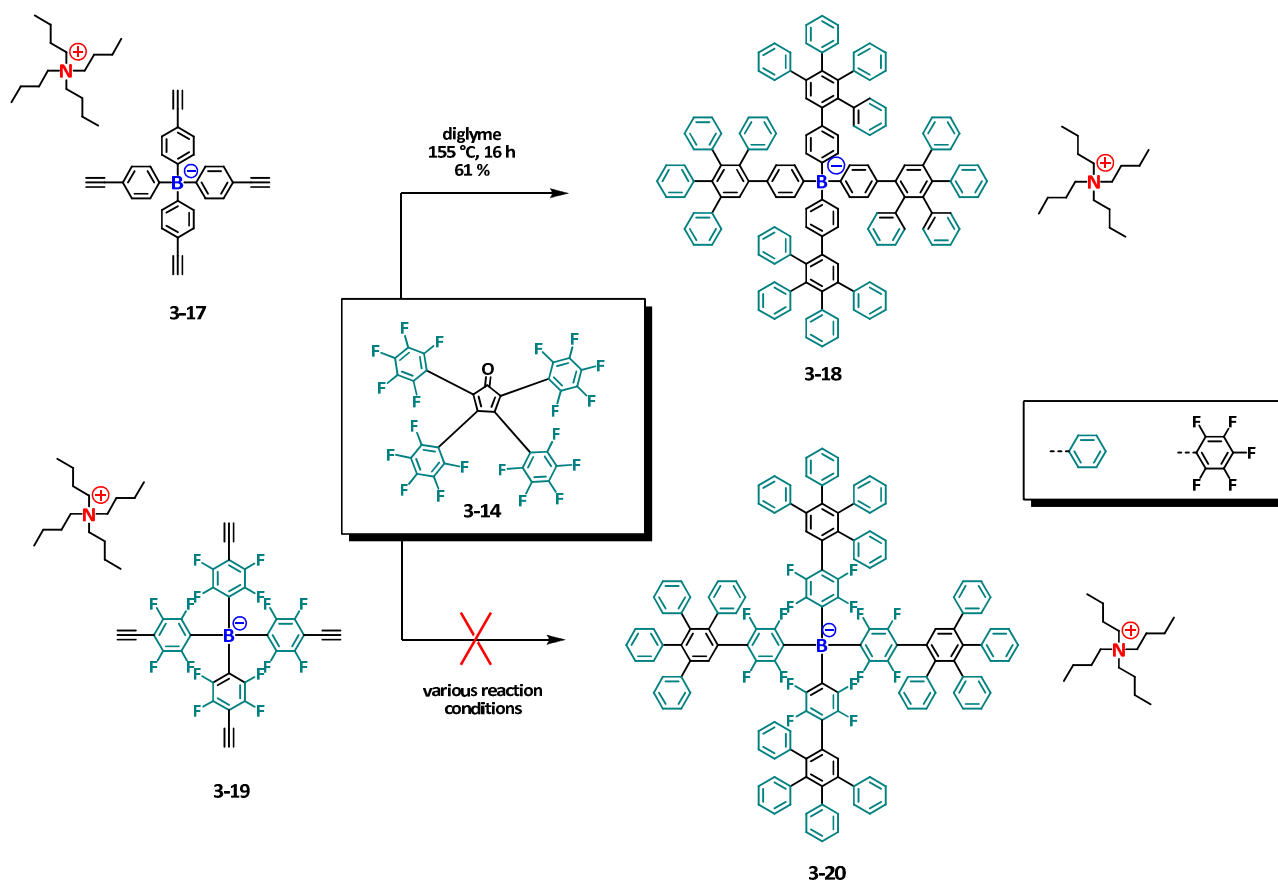 N ⊕
B ⊖
3-17
diglyme
155 °C, 16 h
61 %
B ⊖
3-18
N ⊕
O
F F F F F
F F F F F
F F F F F
F F F F F
3-14
F F
F
F F
N ⊕
F F
F F
F F F F
B ⊖
F F F F
F F
F F
3-19
various reaction
conditions
F F
F F
F F F F
B ⊖
F F F F
F F
F F
3-20
N ⊕